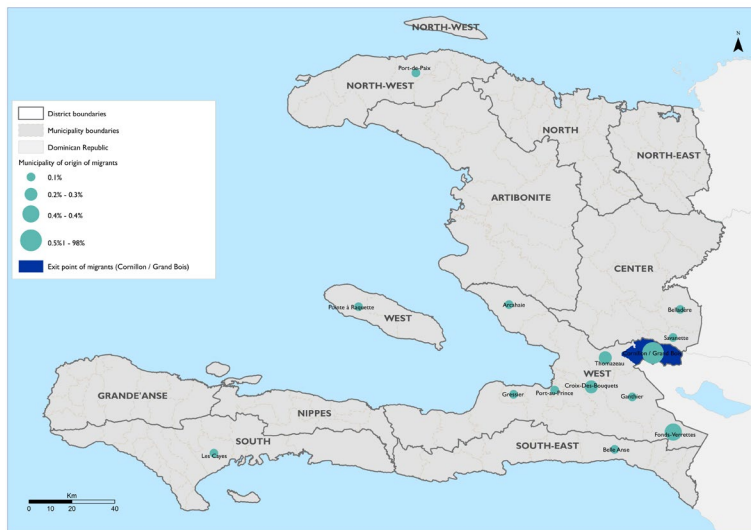 NORTH-WEST
N
Port-de-Paix
NORTH-WEST
NORTH
NORTH-EAST
ARTIBONITE
CENTER
District boundaries
Municipality boundaries
Dominican Republic
Municipality of origin of migrants
0.1%
0.2% - 0.3%
0.4% - 0.4%
0.5%1 - 98%
Exit point of migrants (Cornillon / Grand Bois)
Pointe à Raquette
WEST
Arcahaie
Belladère
Savanette
Cornillon / Grand Bois
Thomazeau
WEST
Croix-Des-Bouquets
Port-au-Prince
Gressier
Ganthier
GRANDE'ANSE
NIPPES
SOUTH
Les Cayes
SOUTH-EAST
Fonds-Verrettes
Belle Anse
Km
0 10 20 40